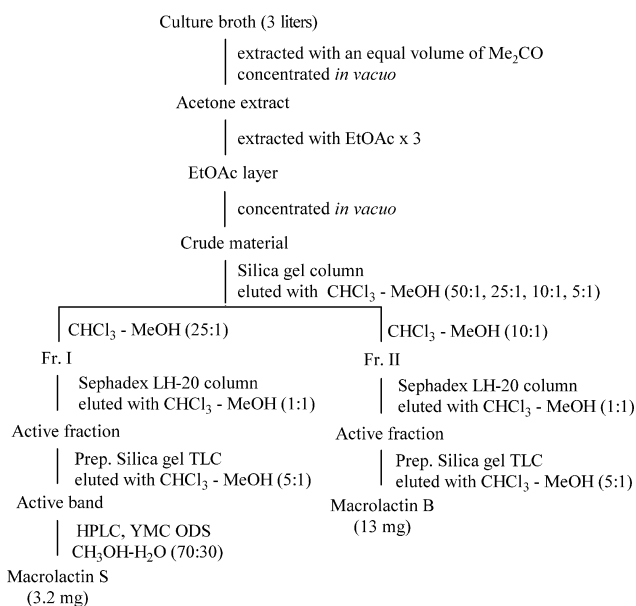 Culture broth (3 liters)
extracted with an equal volume of Me₂CO
concentrated in vacuo
Acetone extract
extracted with EtOAc x 3
EtOAc layer
concentrated in vacuo
Crude material
Silica gel column
eluted with CHCl₃ - MeOH (50:1, 25:1, 10:1, 5:1)
CHCl₃ - MeOH (25:1)
Fr. I
Sephadex LH-20 column
eluted with CHCl₃ - MeOH (1:1)
Active fraction
Prep. Silica gel TLC
eluted with CHCl₃ - MeOH (5:1)
Active band
HPLC, YMC ODS
CH₃OH-H₂O (70:30)
Macrolactin S
(3.2 mg)
CHCl₃ - MeOH (10:1)
Fr. II
Sephadex LH-20 column
eluted with CHCl₃ - MeOH (1:1)
Active fraction
Prep. Silica gel TLC
eluted with CHCl₃ - MeOH (5:1)
Macrolactin B
(13 mg)